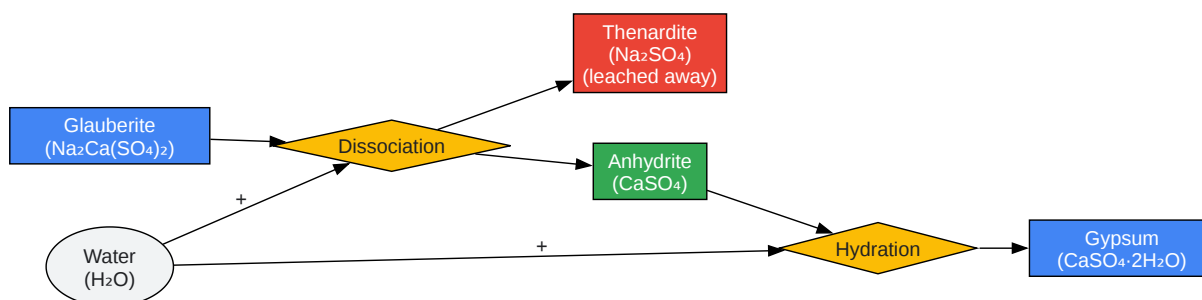 Thenardite
(Na₂SO₄)
(leached away)
Glauberite
(Na₂Ca(SO₄)₂)
Dissociation
Anhydrite
(CaSO₄)
+
Water
(H₂O)
+
Hydration
Gypsum
(CaSO₄·2H₂O)